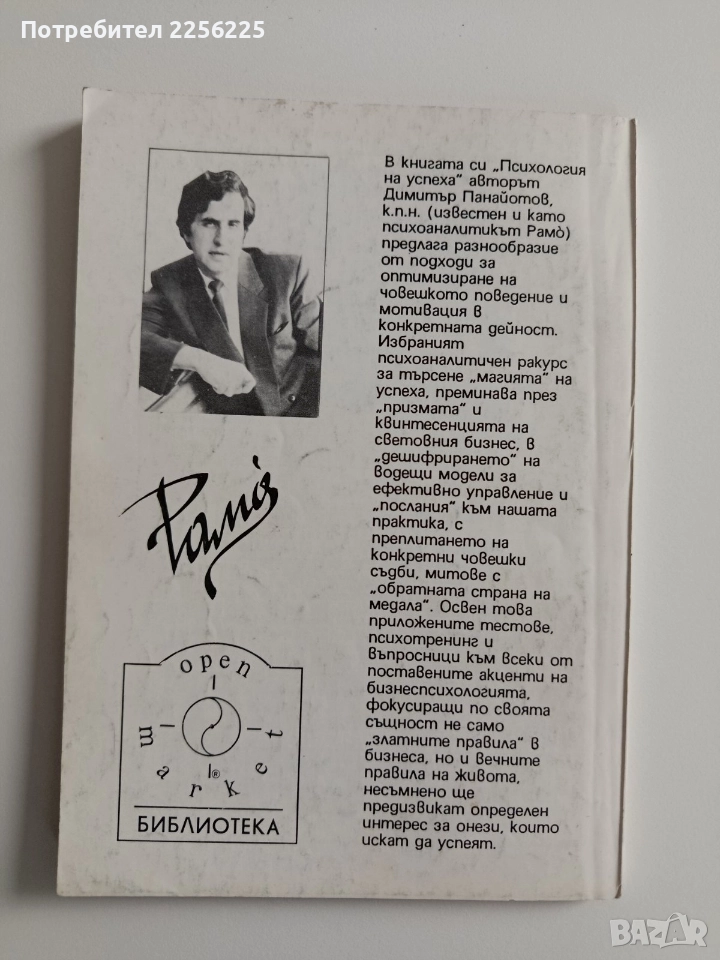 Потребител 2256225
В книгата си „Психология
на успеха" авторът
Димитър Панайотов,
к.п.н. (известен и като
психоаналитикът Рамо̀)
предлага разнообразие
от подходи за
оптимизиране на
човешкото поведение и
мотивация в
конкретната дейност.
Избраният
психоаналитичен ракурс
за търсене „магията" на
успеха, преминава през
„призмата" и
квинтесенцията на
световния бизнес, в
„дешифрирането" на
водещи модели за
ефективно управление и
„послания" към нашата
практика, с
преплитането на
конкретни човешки
съдби, митове с
„обратната страна на
медала". Освен това
приложените тестове,
психотренинг и
въпросници към всеки от
поставените акценти на
бизнеспсихологията,
фокусиращи по своята
същност не само
„златните правила" в
бизнеса, но и вечните
правила на живота,
несъмнено ще
предизвикат определен
интерес за онези, които
искат да успеят.
Рамо̀
open
market
®
БИБЛИОТЕКА
BAZAR